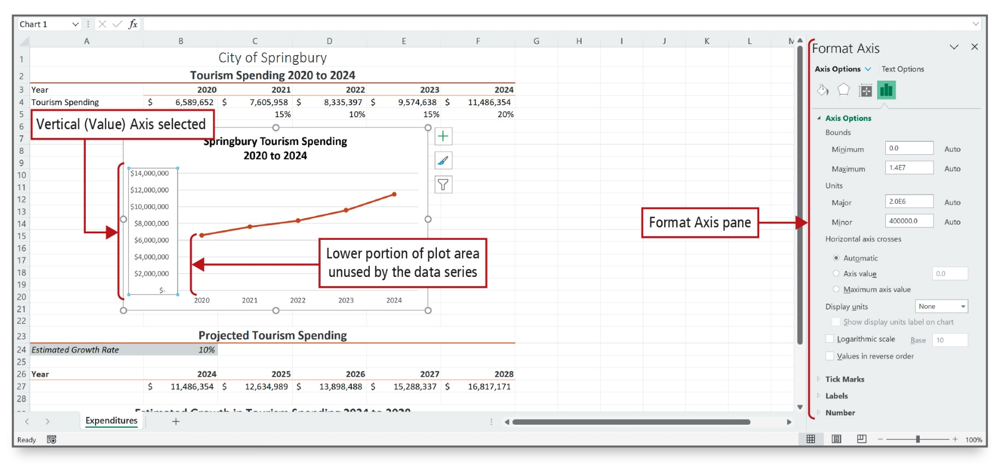 Chart 1
fx
A B C D E F G H I J K L M
1 City of Springbury
2 Tourism Spending 2020 to 2024
3 Year 2020 2021 2022 2023 2024
4 Tourism Spending $ 6,589,652 $ 7,605,958 $ 8,335,397 $ 9,574,638 $ 11,486,354
5 15% 10% 15% 20%
6
7
8
9
10
11
12
13
14
15
16
17
18
19
20
21
22
Vertical (Value) Axis selected
Springbury Tourism Spending
2020 to 2024
$14,000,000
$12,000,000
$10,000,000
$8,000,000
$6,000,000
$4,000,000
$2,000,000
$-
2020 2021 2022 2023 2024
Lower portion of plot area
unused by the data series
Format Axis pane
23 Projected Tourism Spending
24 Estimated Growth Rate 10%
25
26 Year 2024 2025 2026 2027 2028
27 $ 11,486,354 $ 12,634,989 $ 13,898,488 $ 15,288,337 $ 16,817,171
28
Estimated Growth in Tourism Spending 2024 to 2028
Expenditures
Ready
100%
Format Axis
Axis Options Text Options
Axis Options
Bounds
Minimum 0.0 Auto
Maximum 1.4E7 Auto
Units
Major 2.0E6 Auto
Minor 400000.0 Auto
Horizontal axis crosses
Automatic
Axis value 0.0
Maximum axis value
Display units None
Show display units label on chart
Logarithmic scale Base 10
Values in reverse order
Tick Marks
Labels
Number